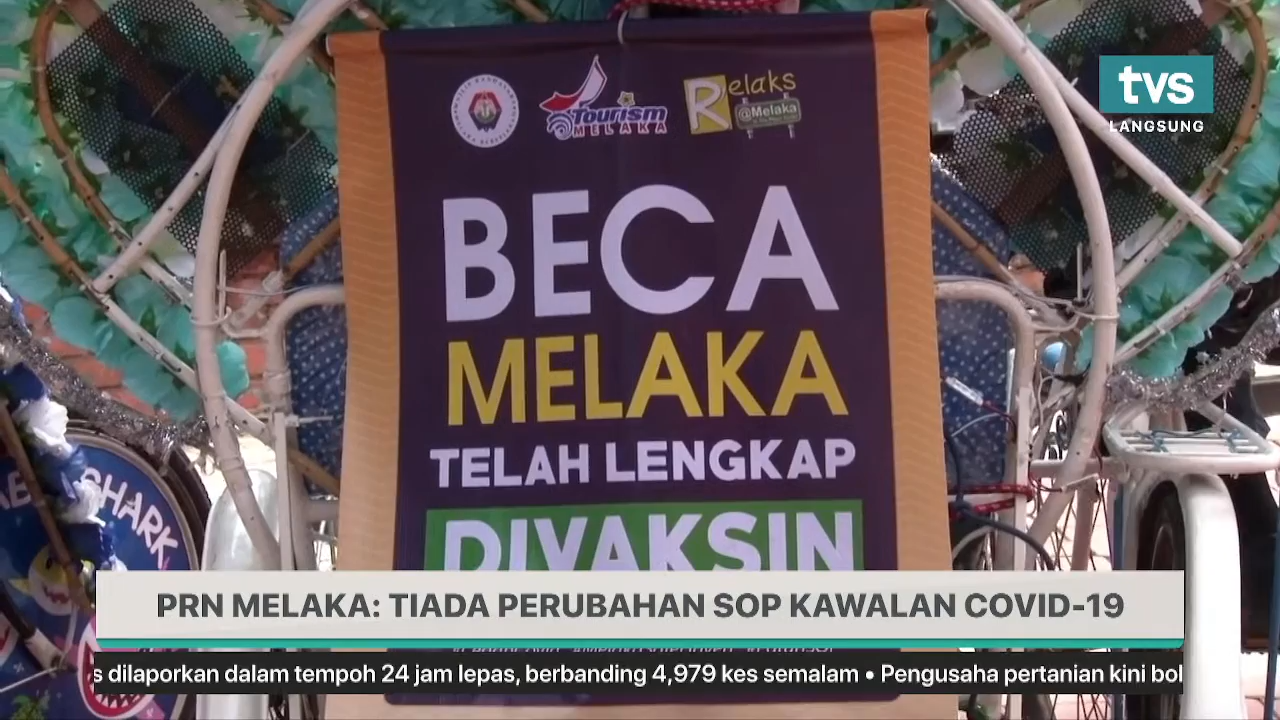 tvs
LANGSUNG
Tourism
MELAKA
Relaks
@Melaka
BECA
MELAKA
TELAH LENGKAP
DIVAKSIN
SHARK
PRN MELAKA: TIADA PERUBAHAN SOP KAWALAN COVID-19
dilaporkan dalam tempoh 24 jam lepas, berbanding 4,979 kes semalam • Pengusaha pertanian kini